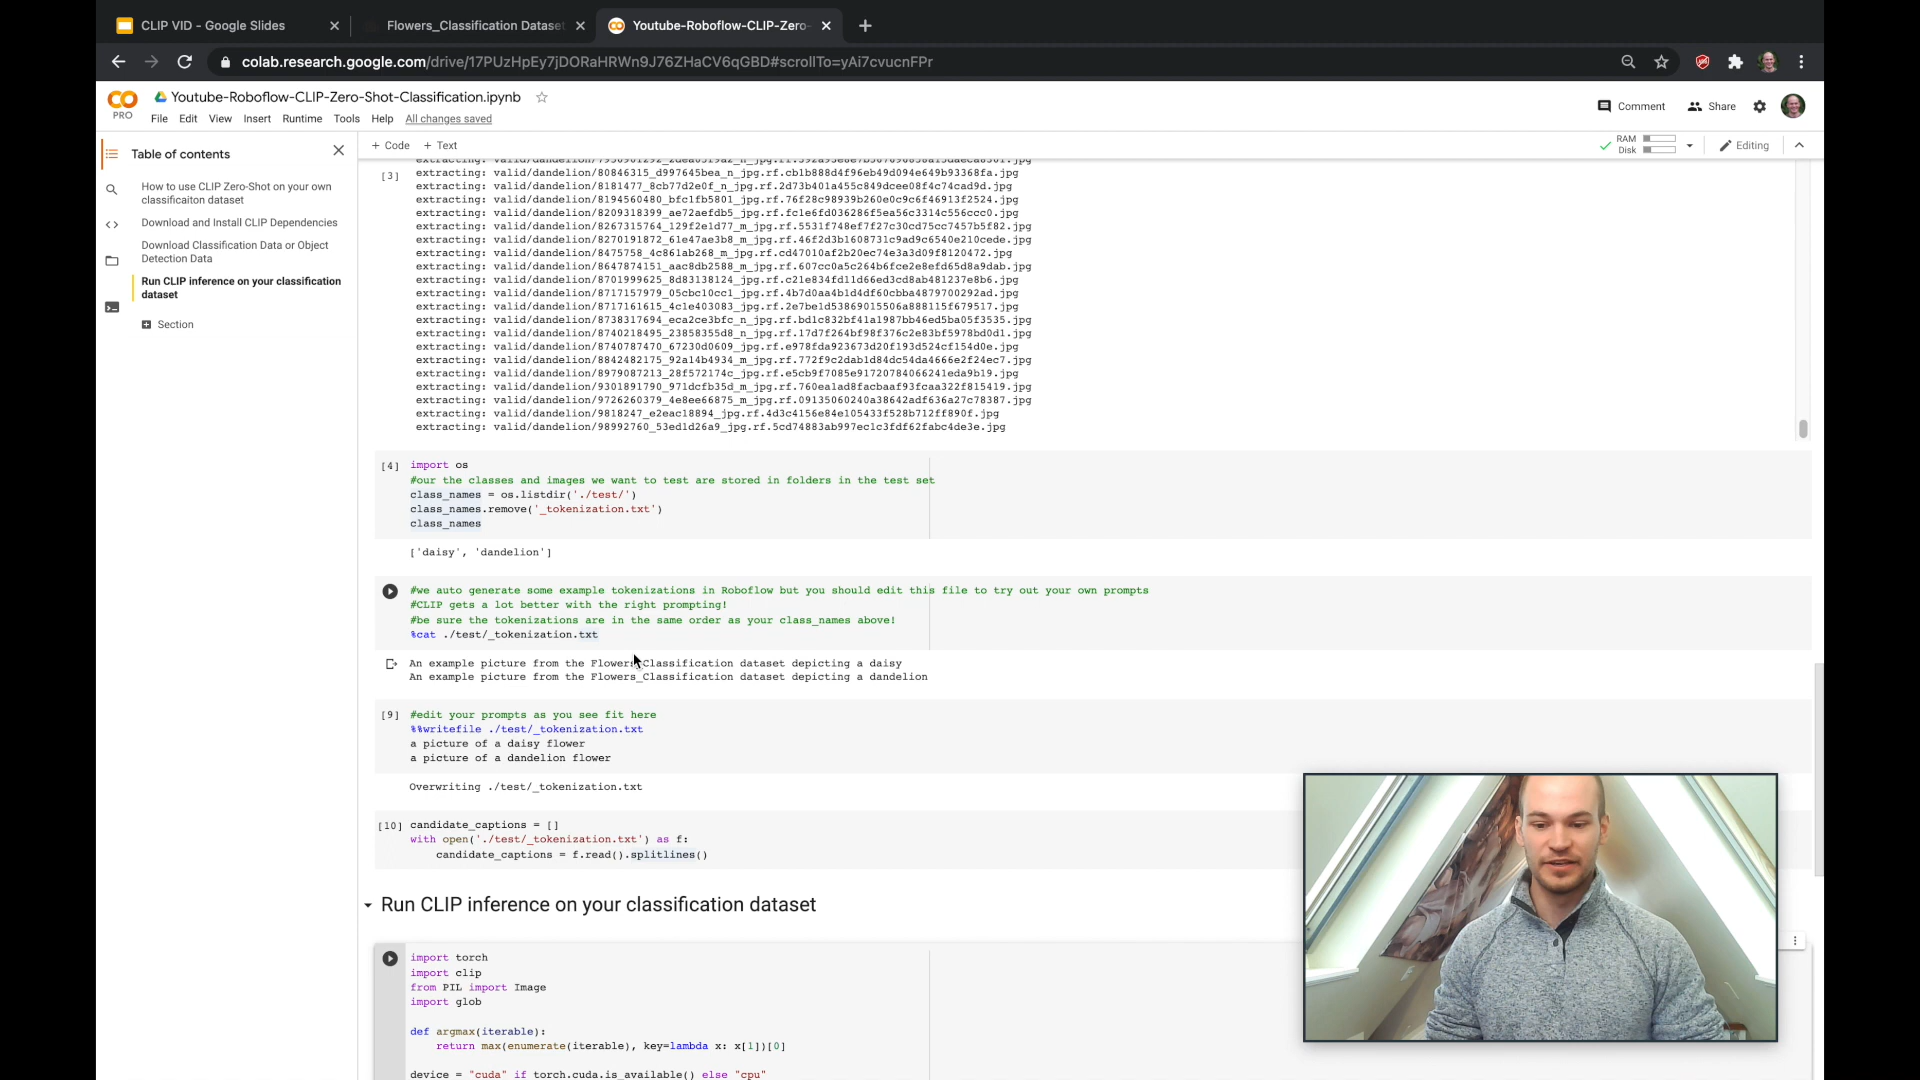 CLIP VID - Google Slides
Flowers_Classification Dataset
Youtube-Roboflow-CLIP-Zero-
colab.research.google.com/drive/17PUzHpEy7jDORaHRWn9J76ZHaCV6qGBD#scrollTo=yAi7cvucnFPr
PRO
Youtube-Roboflow-CLIP-Zero-Shot-Classification.ipynb
File Edit View Insert Runtime Tools Help All changes saved
Comment Share
+ Code + Text
RAM
Disk
Editing
Table of contents
How to use CLIP Zero-Shot on your own
classificaiton dataset
Download and Install CLIP Dependencies
Download Classification Data or Object
Detection Data
Run CLIP inference on your classification
dataset
Section
[3]
extracting: valid/dandelion/80846315_d997645bea_n_jpg.rf.cb1b888d4f96eb49d094e649b93368fa.jpg
extracting: valid/dandelion/8181477_8cb77d2e0f_n_jpg.rf.2d73b401a455c849dcee08f4c74cad9d.jpg
extracting: valid/dandelion/8194560480_bfc1fb5801_jpg.rf.76f28c98939b260e0c9c6f46913f2524.jpg
extracting: valid/dandelion/8209318399_ae72aefdb5_jpg.rf.fc1e6fd036286f5ea56c3314c556ccc0.jpg
extracting: valid/dandelion/8267315764_129f2e1d77_m_jpg.rf.5531f748ef7f27c30cd75cc7457b5f82.jpg
extracting: valid/dandelion/8270191872_61e47ae3b8_m_jpg.rf.46f2d3b1608731c9ad9c6540e210cede.jpg
extracting: valid/dandelion/8475758_4c861ab268_m_jpg.rf.cd47010af2b20ec74e3a3d09f8120472.jpg
extracting: valid/dandelion/8647874151_aac8db2588_m_jpg.rf.607cc0a5c264b6fce2e8efd65d8a9dab.jpg
extracting: valid/dandelion/8701999625_8d83138124_jpg.rf.c21e834fd11d66ed3cd8ab481237e8b6.jpg
extracting: valid/dandelion/8717157979_05cbc10cc1_jpg.rf.4b7d0aa4b1d4df60cbba4879700292ad.jpg
extracting: valid/dandelion/8717161615_4c1e403083_jpg.rf.2e7be1d53869015506a888115f679517.jpg
extracting: valid/dandelion/8738317694_eca2ce3bfc_n_jpg.rf.bd1c832bf41a1987bb46ed5ba05f3535.jpg
extracting: valid/dandelion/8740218495_23858355d8_n_jpg.rf.17d7f264bf98f376c2e83bf5978bd0d1.jpg
extracting: valid/dandelion/8740787470_67230d0609_jpg.rf.e978fda923673d20f193d524cf154d0e.jpg
extracting: valid/dandelion/8842482175_92a14b4934_m_jpg.rf.772f9c2dab1d84dc54da4666e2f24ec7.jpg
extracting: valid/dandelion/8979087213_28f572174c_jpg.rf.e5cb9f7085e91720784066241eda9b19.jpg
extracting: valid/dandelion/9301891790_971dcfb35d_m_jpg.rf.760ea1ad8facbaaf93fcaa322f815419.jpg
extracting: valid/dandelion/9726260379_4e8ee66875_m_jpg.rf.09135060240a38642adf636a27c78387.jpg
extracting: valid/dandelion/9818247_e2eac18894_jpg.rf.4d3c4156e84e105433f528b712ff890f.jpg
extracting: valid/dandelion/98992760_53ed1d26a9_jpg.rf.5cd74883ab997ec1c3fdf62fabc4de3e.jpg
[4] import os
#our the classes and images we want to test are stored in folders in the test set
class_names = os.listdir('./test/')
class_names.remove('_tokenization.txt')
class_names
['daisy', 'dandelion']
#we auto generate some example tokenizations in Roboflow but you should edit this file to try out your own prompts
#CLIP gets a lot better with the right prompting!
#be sure the tokenizations are in the same order as your class_names above!
%cat ./test/_tokenization.txt
An example picture from the Flowers_Classification dataset depicting a daisy
An example picture from the Flowers_Classification dataset depicting a dandelion
[9] #edit your prompts as you see fit here
%%writefile ./test/_tokenization.txt
a picture of a daisy flower
a picture of a dandelion flower
Overwriting ./test/_tokenization.txt
[10] candidate_captions = []
with open('./test/_tokenization.txt') as f:
candidate_captions = f.read().splitlines()
Run CLIP inference on your classification dataset
import torch
import clip
from PIL import Image
import glob
def argmax(iterable):
return max(enumerate(iterable), key=lambda x: x[1])[0]
device = "cuda" if torch.cuda.is_available() else "cpu"